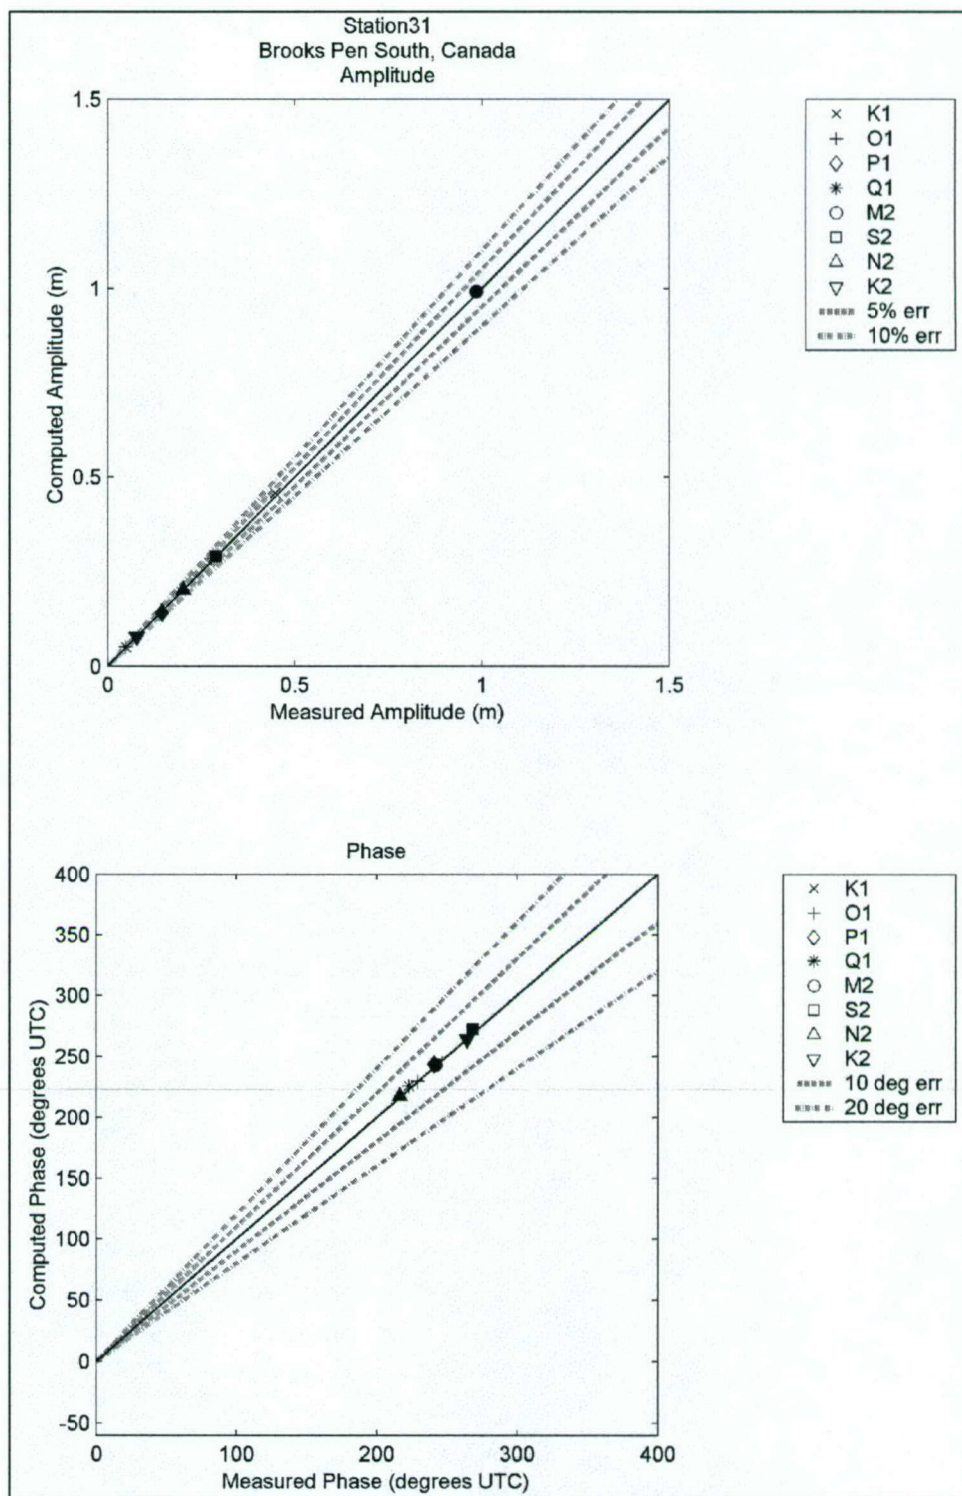 Station31
Brooks Pen South, Canada
Amplitude
1.5
1
0.5
0
Computed Amplitude (m)
0
0.5
1
1.5
Measured Amplitude (m)
K1
O1
P1
Q1
M2
S2
N2
K2
5% err
10% err
Phase
400
350
300
250
200
150
100
50
0
-50
Computed Phase (degrees UTC)
0
100
200
300
400
Measured Phase (degrees UTC)
K1
O1
P1
Q1
M2
S2
N2
K2
10 deg err
20 deg err